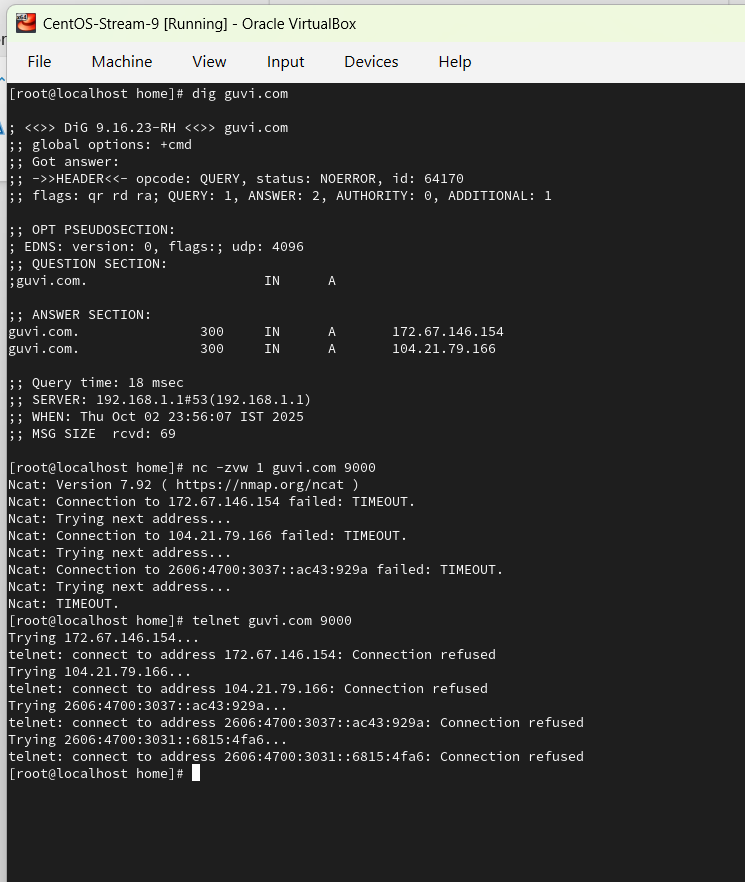 CentOS-Stream-9 [Running] - Oracle VirtualBox
File Machine View Input Devices Help
[root@localhost home]# dig guvi.com
; <<>> DiG 9.16.23-RH <<>> guvi.com
;; global options: +cmd
;; Got answer:
;; ->>HEADER<<- opcode: QUERY, status: NOERROR, id: 64170
;; flags: qr rd ra; QUERY: 1, ANSWER: 2, AUTHORITY: 0, ADDITIONAL: 1
;; OPT PSEUDOSECTION:
; EDNS: version: 0, flags:; udp: 4096
;; QUESTION SECTION:
;guvi.com. IN A
;; ANSWER SECTION:
guvi.com. 300 IN A 172.67.146.154
guvi.com. 300 IN A 104.21.79.166
;; Query time: 18 msec
;; SERVER: 192.168.1.1#53(192.168.1.1)
;; WHEN: Thu Oct 02 23:56:07 IST 2025
;; MSG SIZE  rcvd: 69
[root@localhost home]# nc -zvw 1 guvi.com 9000
Ncat: Version 7.92 ( https://nmap.org/ncat )
Ncat: Connection to 172.67.146.154 failed: TIMEOUT.
Ncat: Trying next address...
Ncat: Connection to 104.21.79.166 failed: TIMEOUT.
Ncat: Trying next address...
Ncat: Connection to 2606:4700:3037::ac43:929a failed: TIMEOUT.
Ncat: Trying next address...
Ncat: TIMEOUT.
[root@localhost home]# telnet guvi.com 9000
Trying 172.67.146.154...
telnet: connect to address 172.67.146.154: Connection refused
Trying 104.21.79.166...
telnet: connect to address 104.21.79.166: Connection refused
Trying 2606:4700:3037::ac43:929a...
telnet: connect to address 2606:4700:3037::ac43:929a: Connection refused
Trying 2606:4700:3031::6815:4fa6...
telnet: connect to address 2606:4700:3031::6815:4fa6: Connection refused
[root@localhost home]#